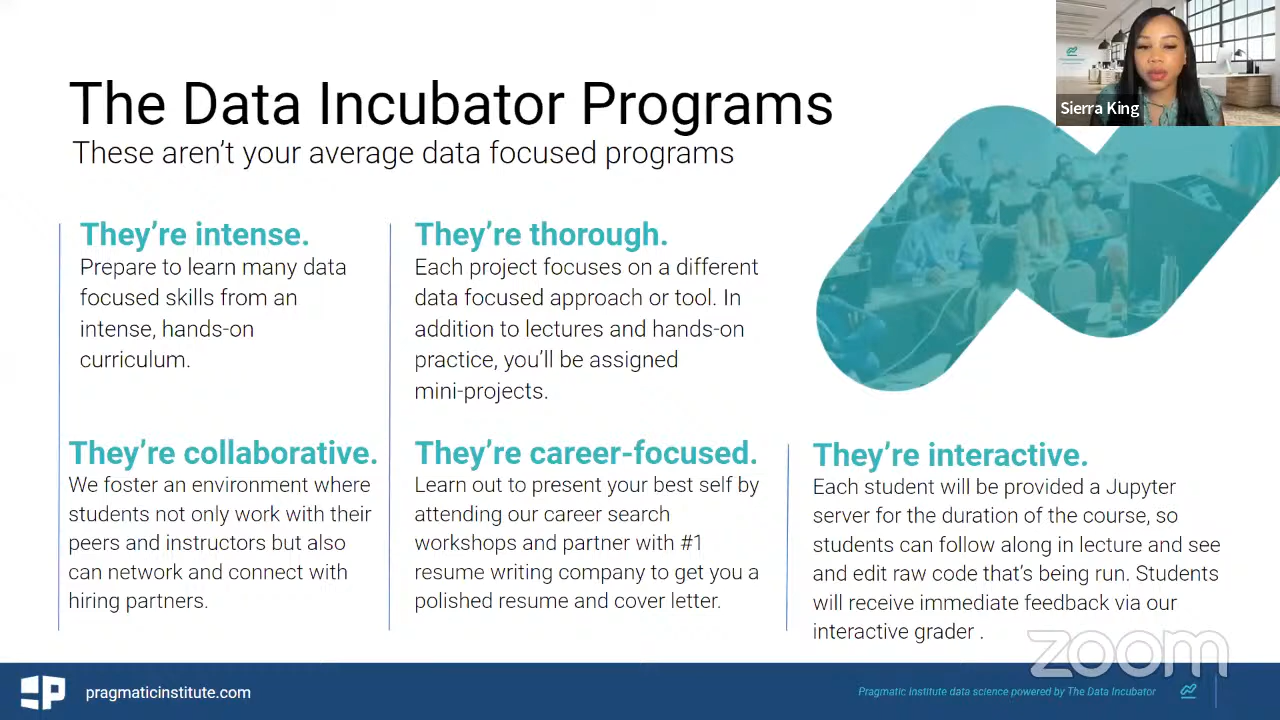 The Data Incubator Programs
These aren’t your average data focused programs
Sierra King
They’re intense.
Prepare to learn many data
focused skills from an
intense, hands-on
curriculum.
They’re thorough.
Each project focuses on a different
data focused approach or tool. In
addition to lectures and hands-on
practice, you’ll be assigned
mini-projects.
They’re collaborative.
We foster an environment where
students not only work with their
peers and instructors but also
can network and connect with
hiring partners.
They’re career-focused.
Learn out to present your best self by
attending our career search
workshops and partner with #1
resume writing company to get you a
polished resume and cover letter.
They’re interactive.
Each student will be provided a Jupyter
server for the duration of the course, so
students can follow along in lecture and see
and edit raw code that’s being run. Students
will receive immediate feedback via our
interactive grader .
zoom
pragmaticinstitute.com
Pragmatic Institute data science powered by The Data Incubator